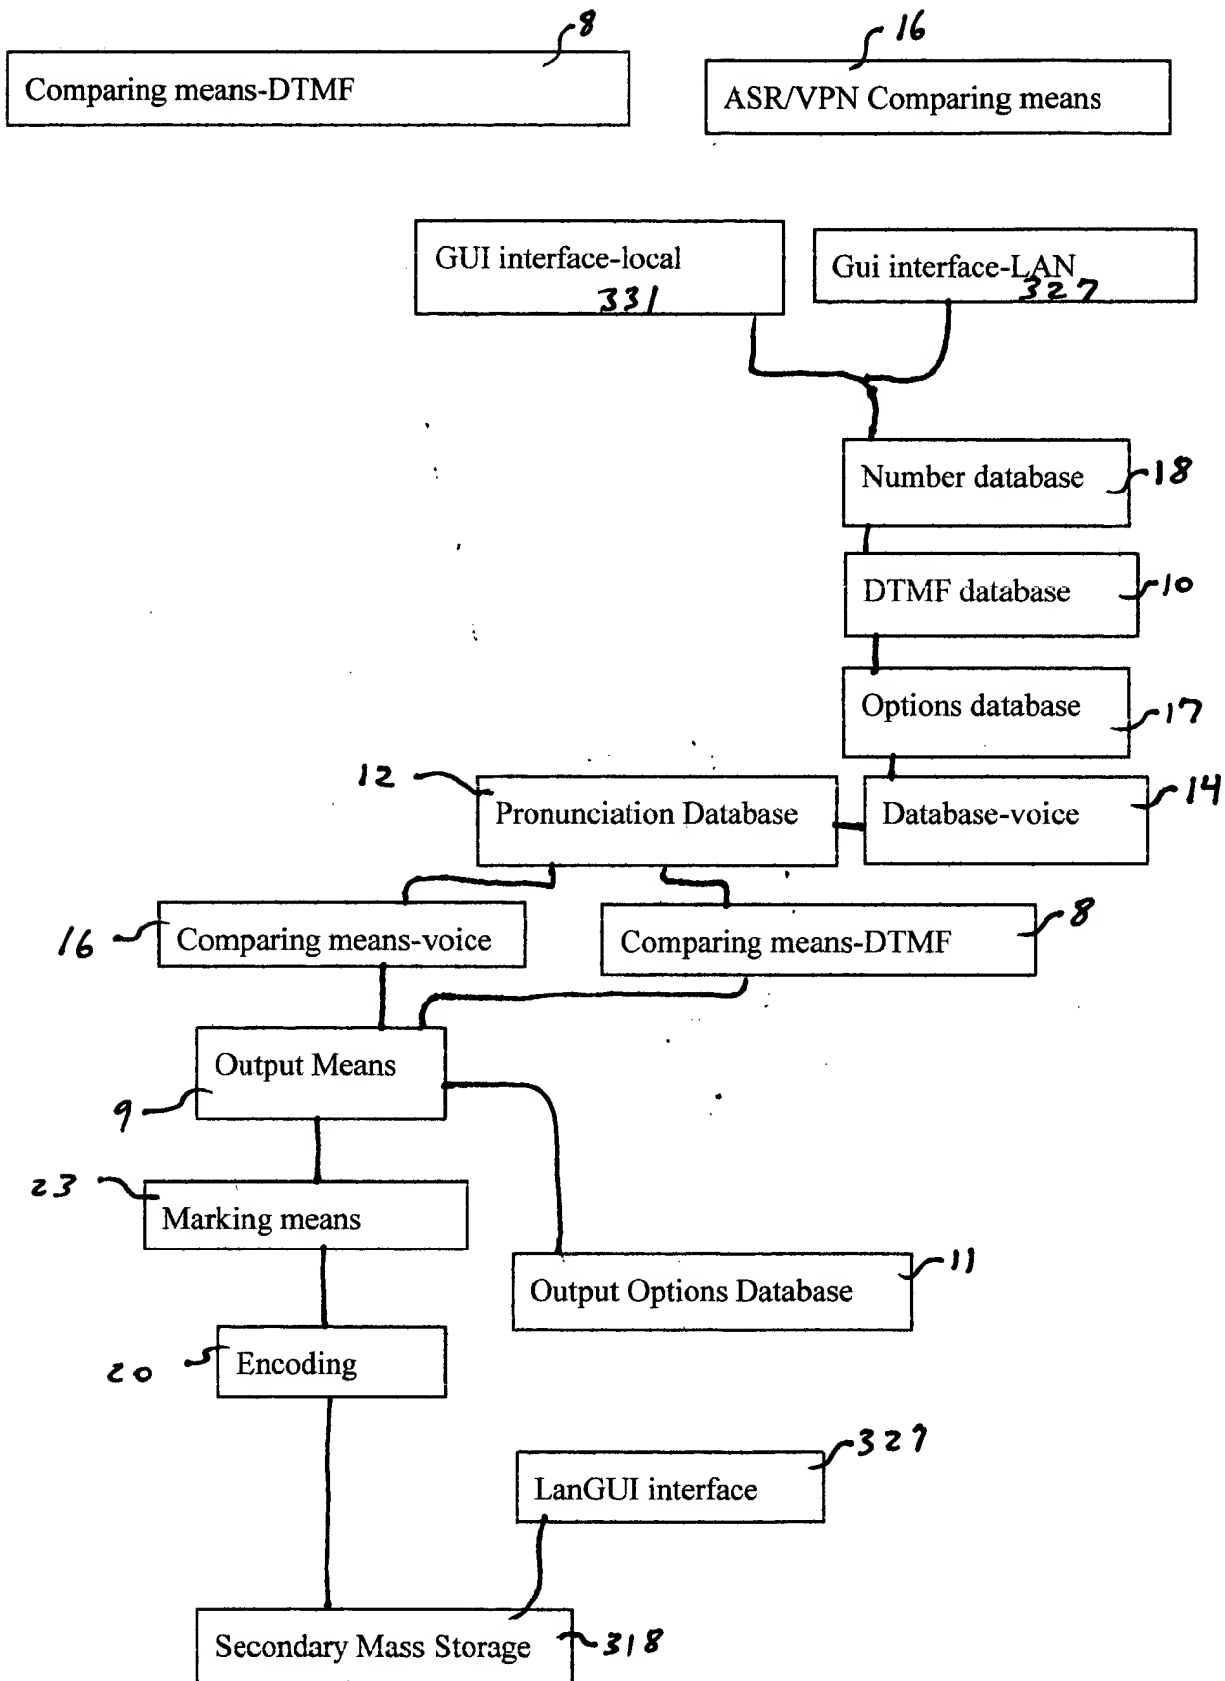 8
16
Comparing means-DTMF
ASR/VPN Comparing means
GUI interface-local
331
Gui interface-LAN
327
Number database
18
DTMF database
10
Options database
17
12
Pronunciation Database
Database-voice
14
16
Comparing means-voice
Comparing means-DTMF
8
Output Means
9
23
Marking means
Output Options Database
11
20
Encoding
327
LanGUI interface
Secondary Mass Storage
318